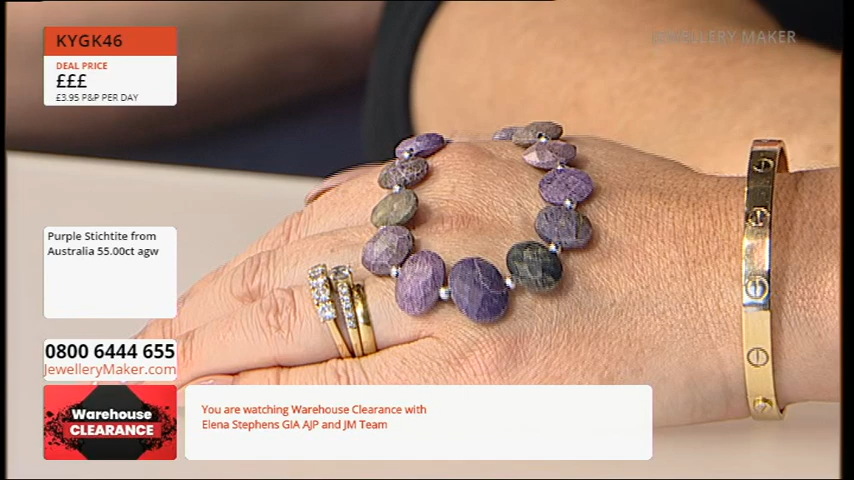 KYGK46
JEWELLERY MAKER
DEAL PRICE
£££
£3.95 P&P PER DAY
Purple Stichtite from
Australia 55.00ct agw
0800 6444 655
JewelleryMaker.com
Warehouse
CLEARANCE
You are watching Warehouse Clearance with
Elena Stephens GIA AJP and JM Team